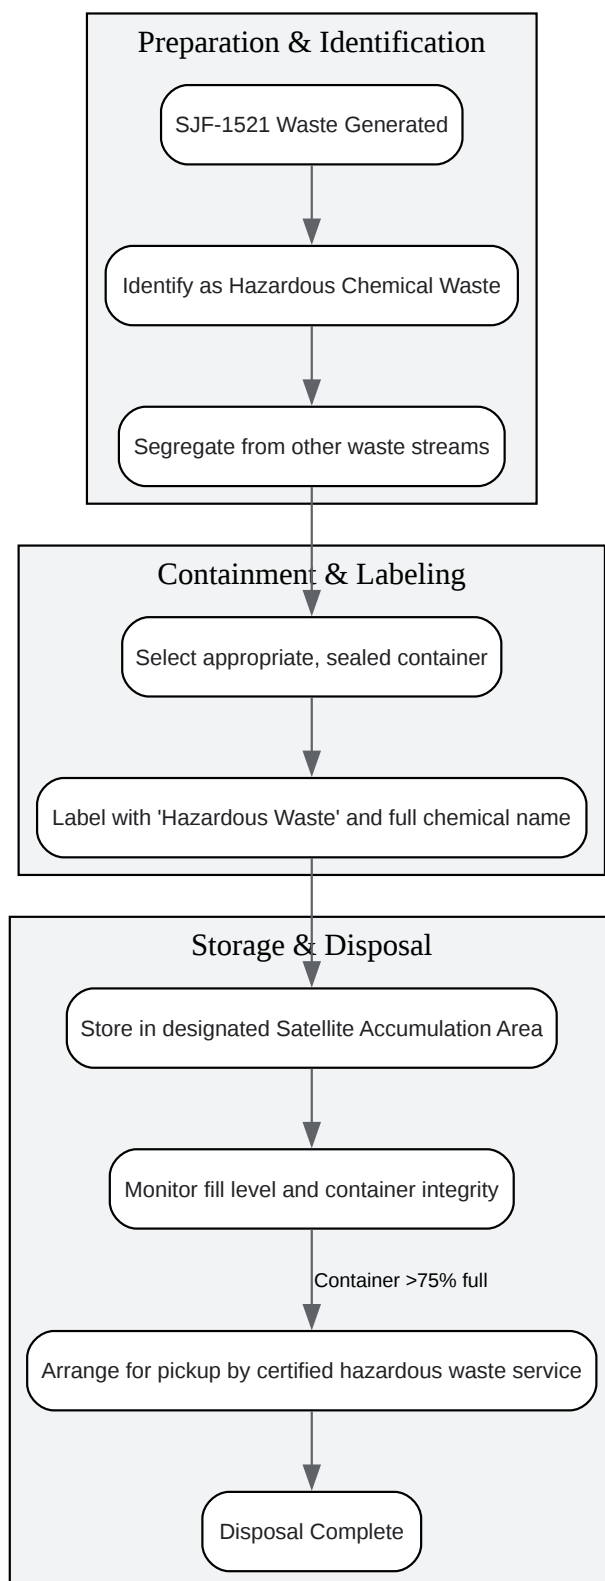 Preparation & Identification
SJF-1521 Waste Generated
Identify as Hazardous Chemical Waste
Segregate from other waste streams
Containment & Labeling
Select appropriate, sealed container
Label with 'Hazardous Waste' and full chemical name
Storage & Disposal
Store in designated Satellite Accumulation Area
Monitor fill level and container integrity
Container >75% full
Arrange for pickup by certified hazardous waste service
Disposal Complete